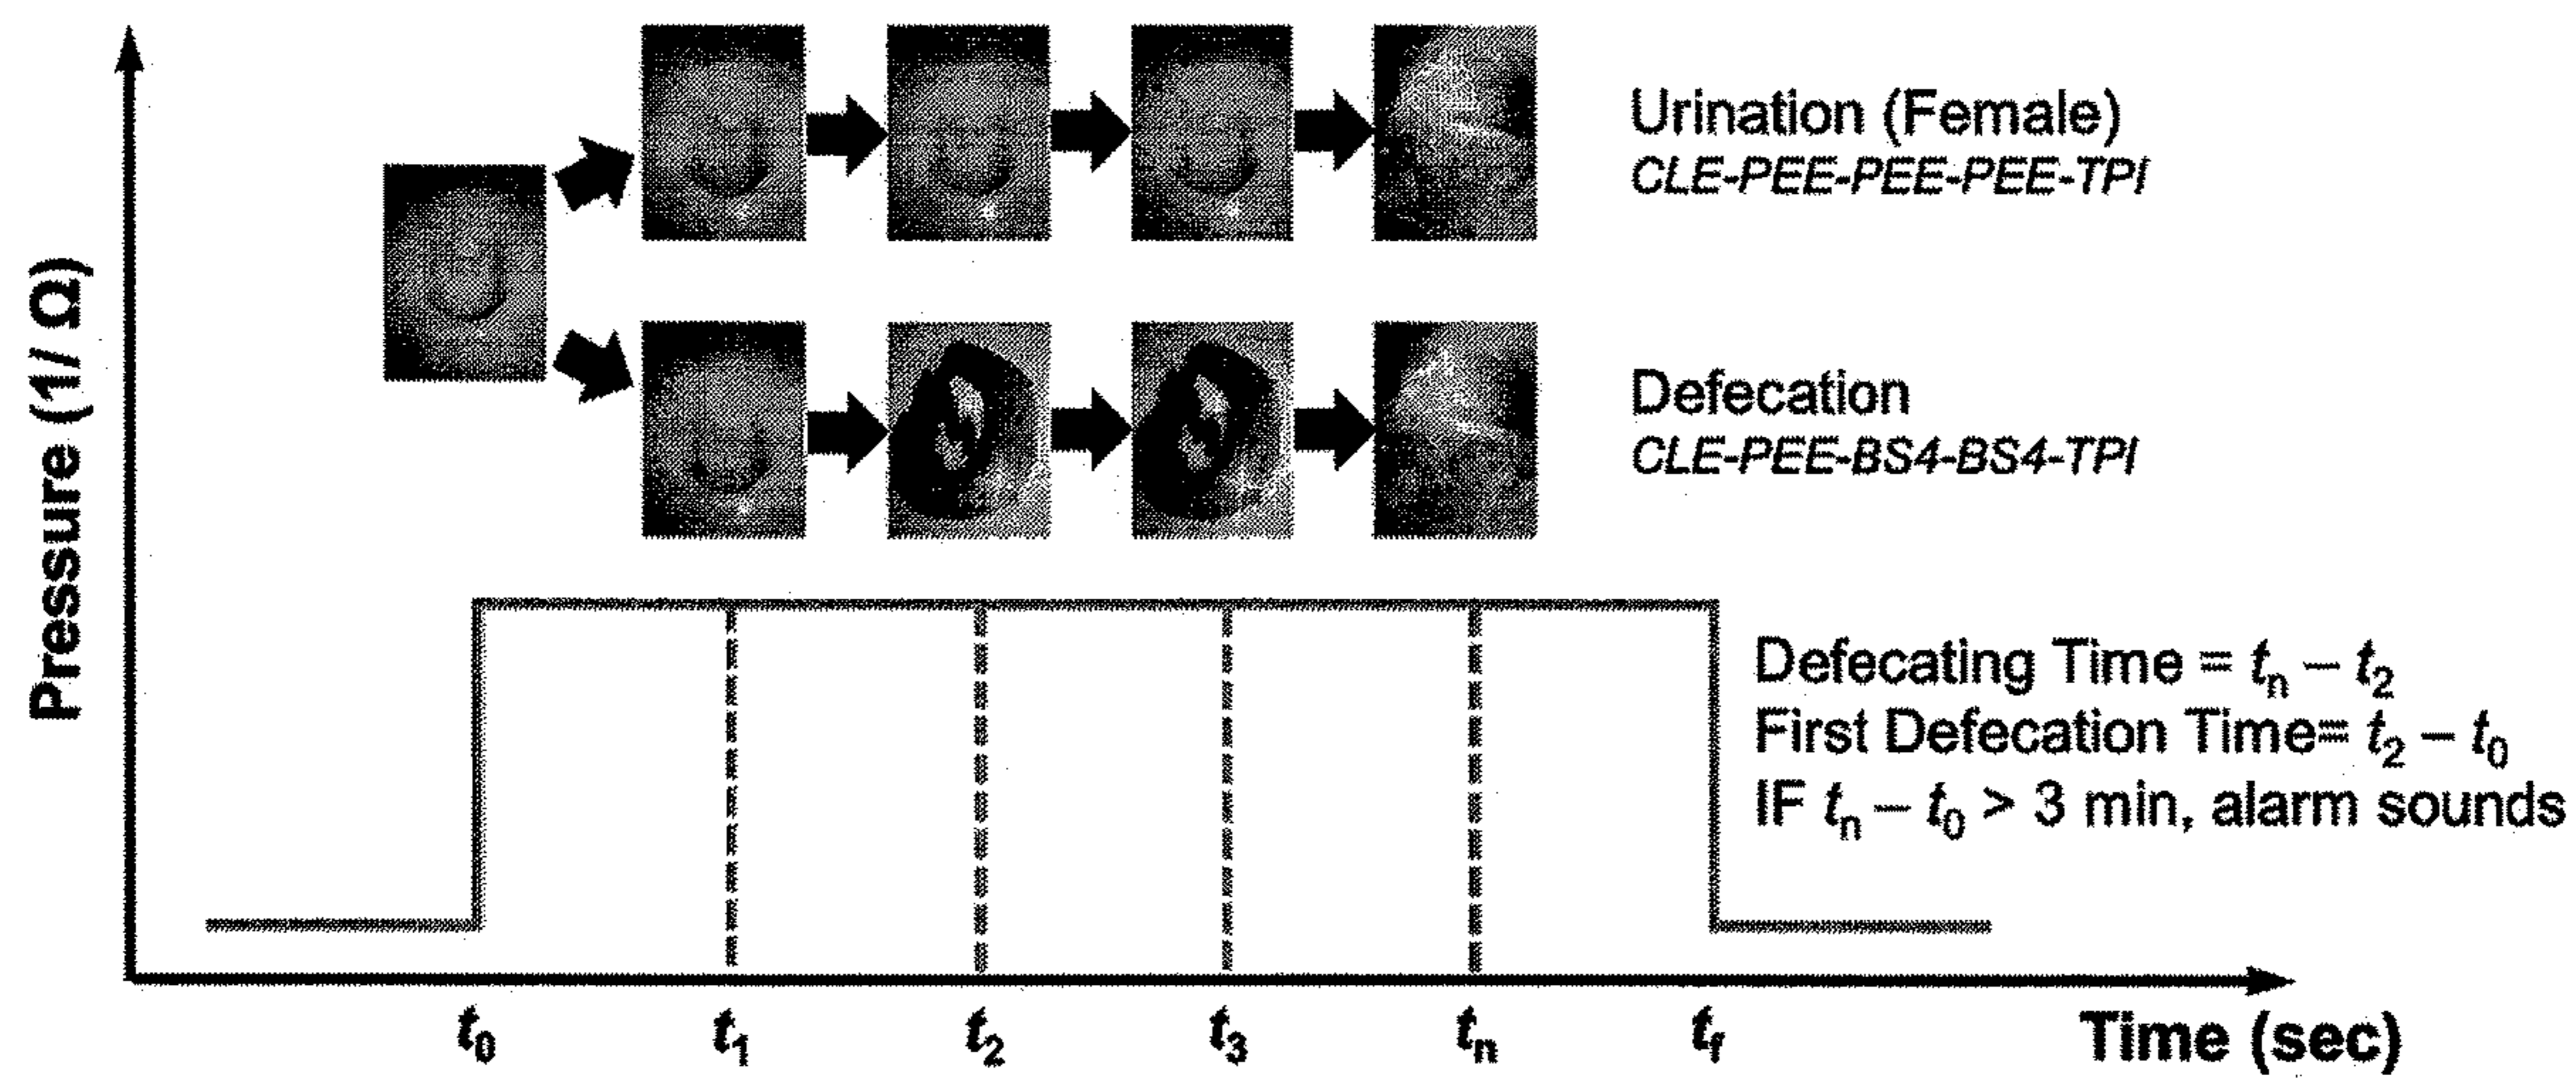 Urination (Female)
CLE-PEE-PEE-PEE-TPI
Defecation
CLE-PEE-BS4-BS4-TPI
Pressure (1/ Ω)
Defecating Time = tn – t2
First Defecation Time= t2 – t0
IF tn – t0 > 3 min, alarm sounds
t0 t1 t2 t3 tn tf
Time (sec)